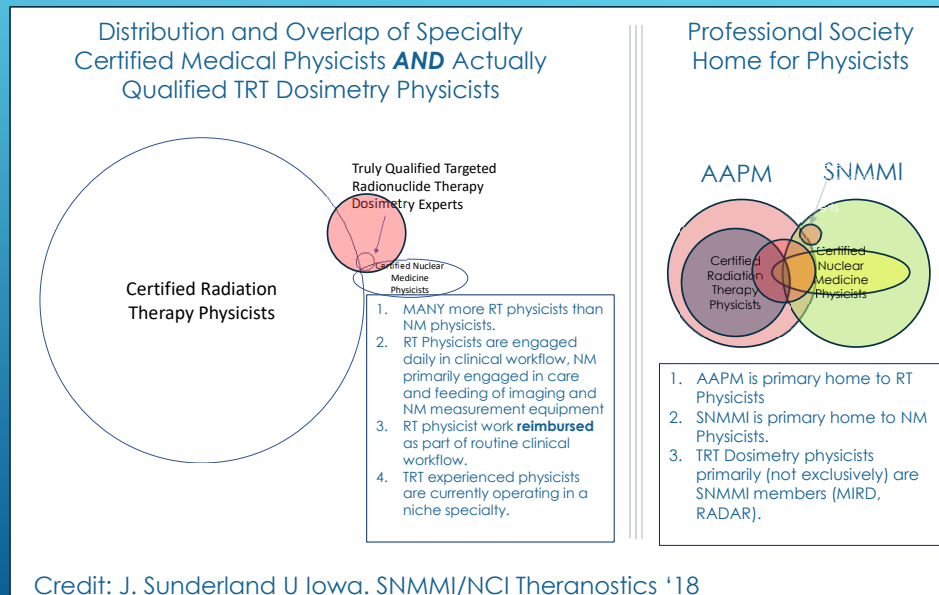 Distribution and Overlap of Specialty
Certified Medical Physicists AND Actually
Qualified TRT Dosimetry Physicists
Truly Qualified Targeted
Radionuclide Therapy
Dosimetry Experts
Certified Radiation
Therapy Physicists
Certified Nuclear
Medicine
Physicists
1. MANY more RT physicists than
NM physicists.
2. RT Physicists are engaged
daily in clinical workflow, NM
primarily engaged in care
and feeding of imaging and
NM measurement equipment
3. RT physicist work reimbursed
as part of routine clinical
workflow.
4. TRT experienced physicists
are currently operating in a
niche specialty.
Professional Society
Home for Physicists
AAPM
SNMMI
Certified
Radiation
Therapy
Physicists
Certified
Nuclear
Medicine
Physicists
1. AAPM is primary home to RT
Physicists
2. SNMMI is primary home to NM
Physicists.
3. TRT Dosimetry physicists
primarily (not exclusively) are
SNMMI members (MIRD,
RADAR).
Credit: J. Sunderland U Iowa. SNMMI/NCI Theranostics ‘18